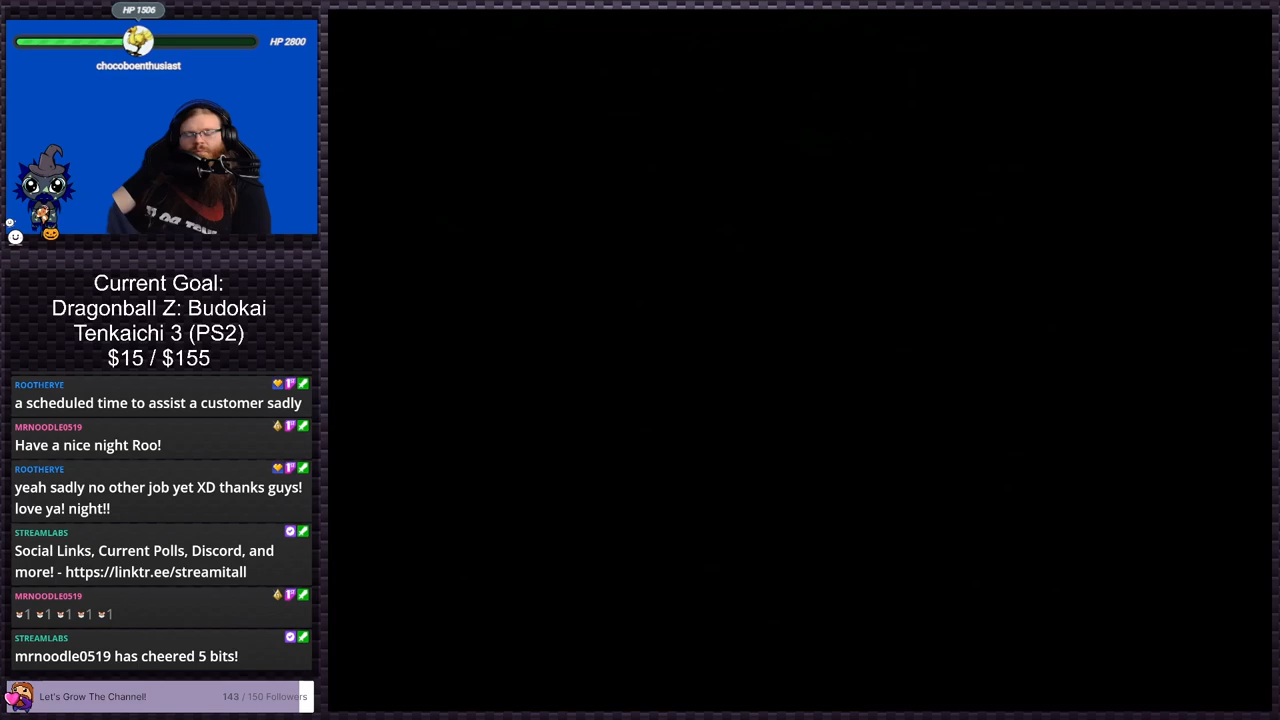 HP 1506
HP 2800
chocoboenthusiast
Current Goal:
Dragonball Z: Budokai
Tenkaichi 3 (PS2)
$15 / $155
ROOTHERYE
a scheduled time to assist a customer sadly
MRNOODLE0519
Have a nice night Roo!
ROOTHERYE
yeah sadly no other job yet XD thanks guys!
love ya! night!!
STREAMLABS
Social Links, Current Polls, Discord, and
more! - https://linktr.ee/streamitall
MRNOODLE0519
1 1 1 1 1
STREAMLABS
mrnoodle0519 has cheered 5 bits!
Let's Grow The Channel!
143 / 150 Followers